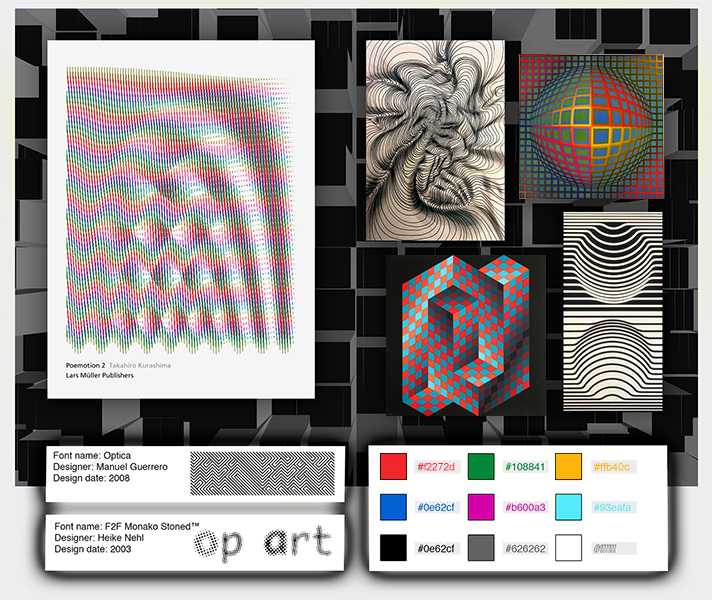 Poemotion 2 Takahiro Kurashima
Lars Müller Publishers
Font name: Optica
Designer: Manuel Guerrero
Design date: 2008
Font name: F2F Monako Stoned™
Designer: Heike Nehl
Design date: 2003
op art
#f2272d #108841 #ffb40c
#0e62cf #b600a3 #93eafa
#0e62cf #626262 #ffffff